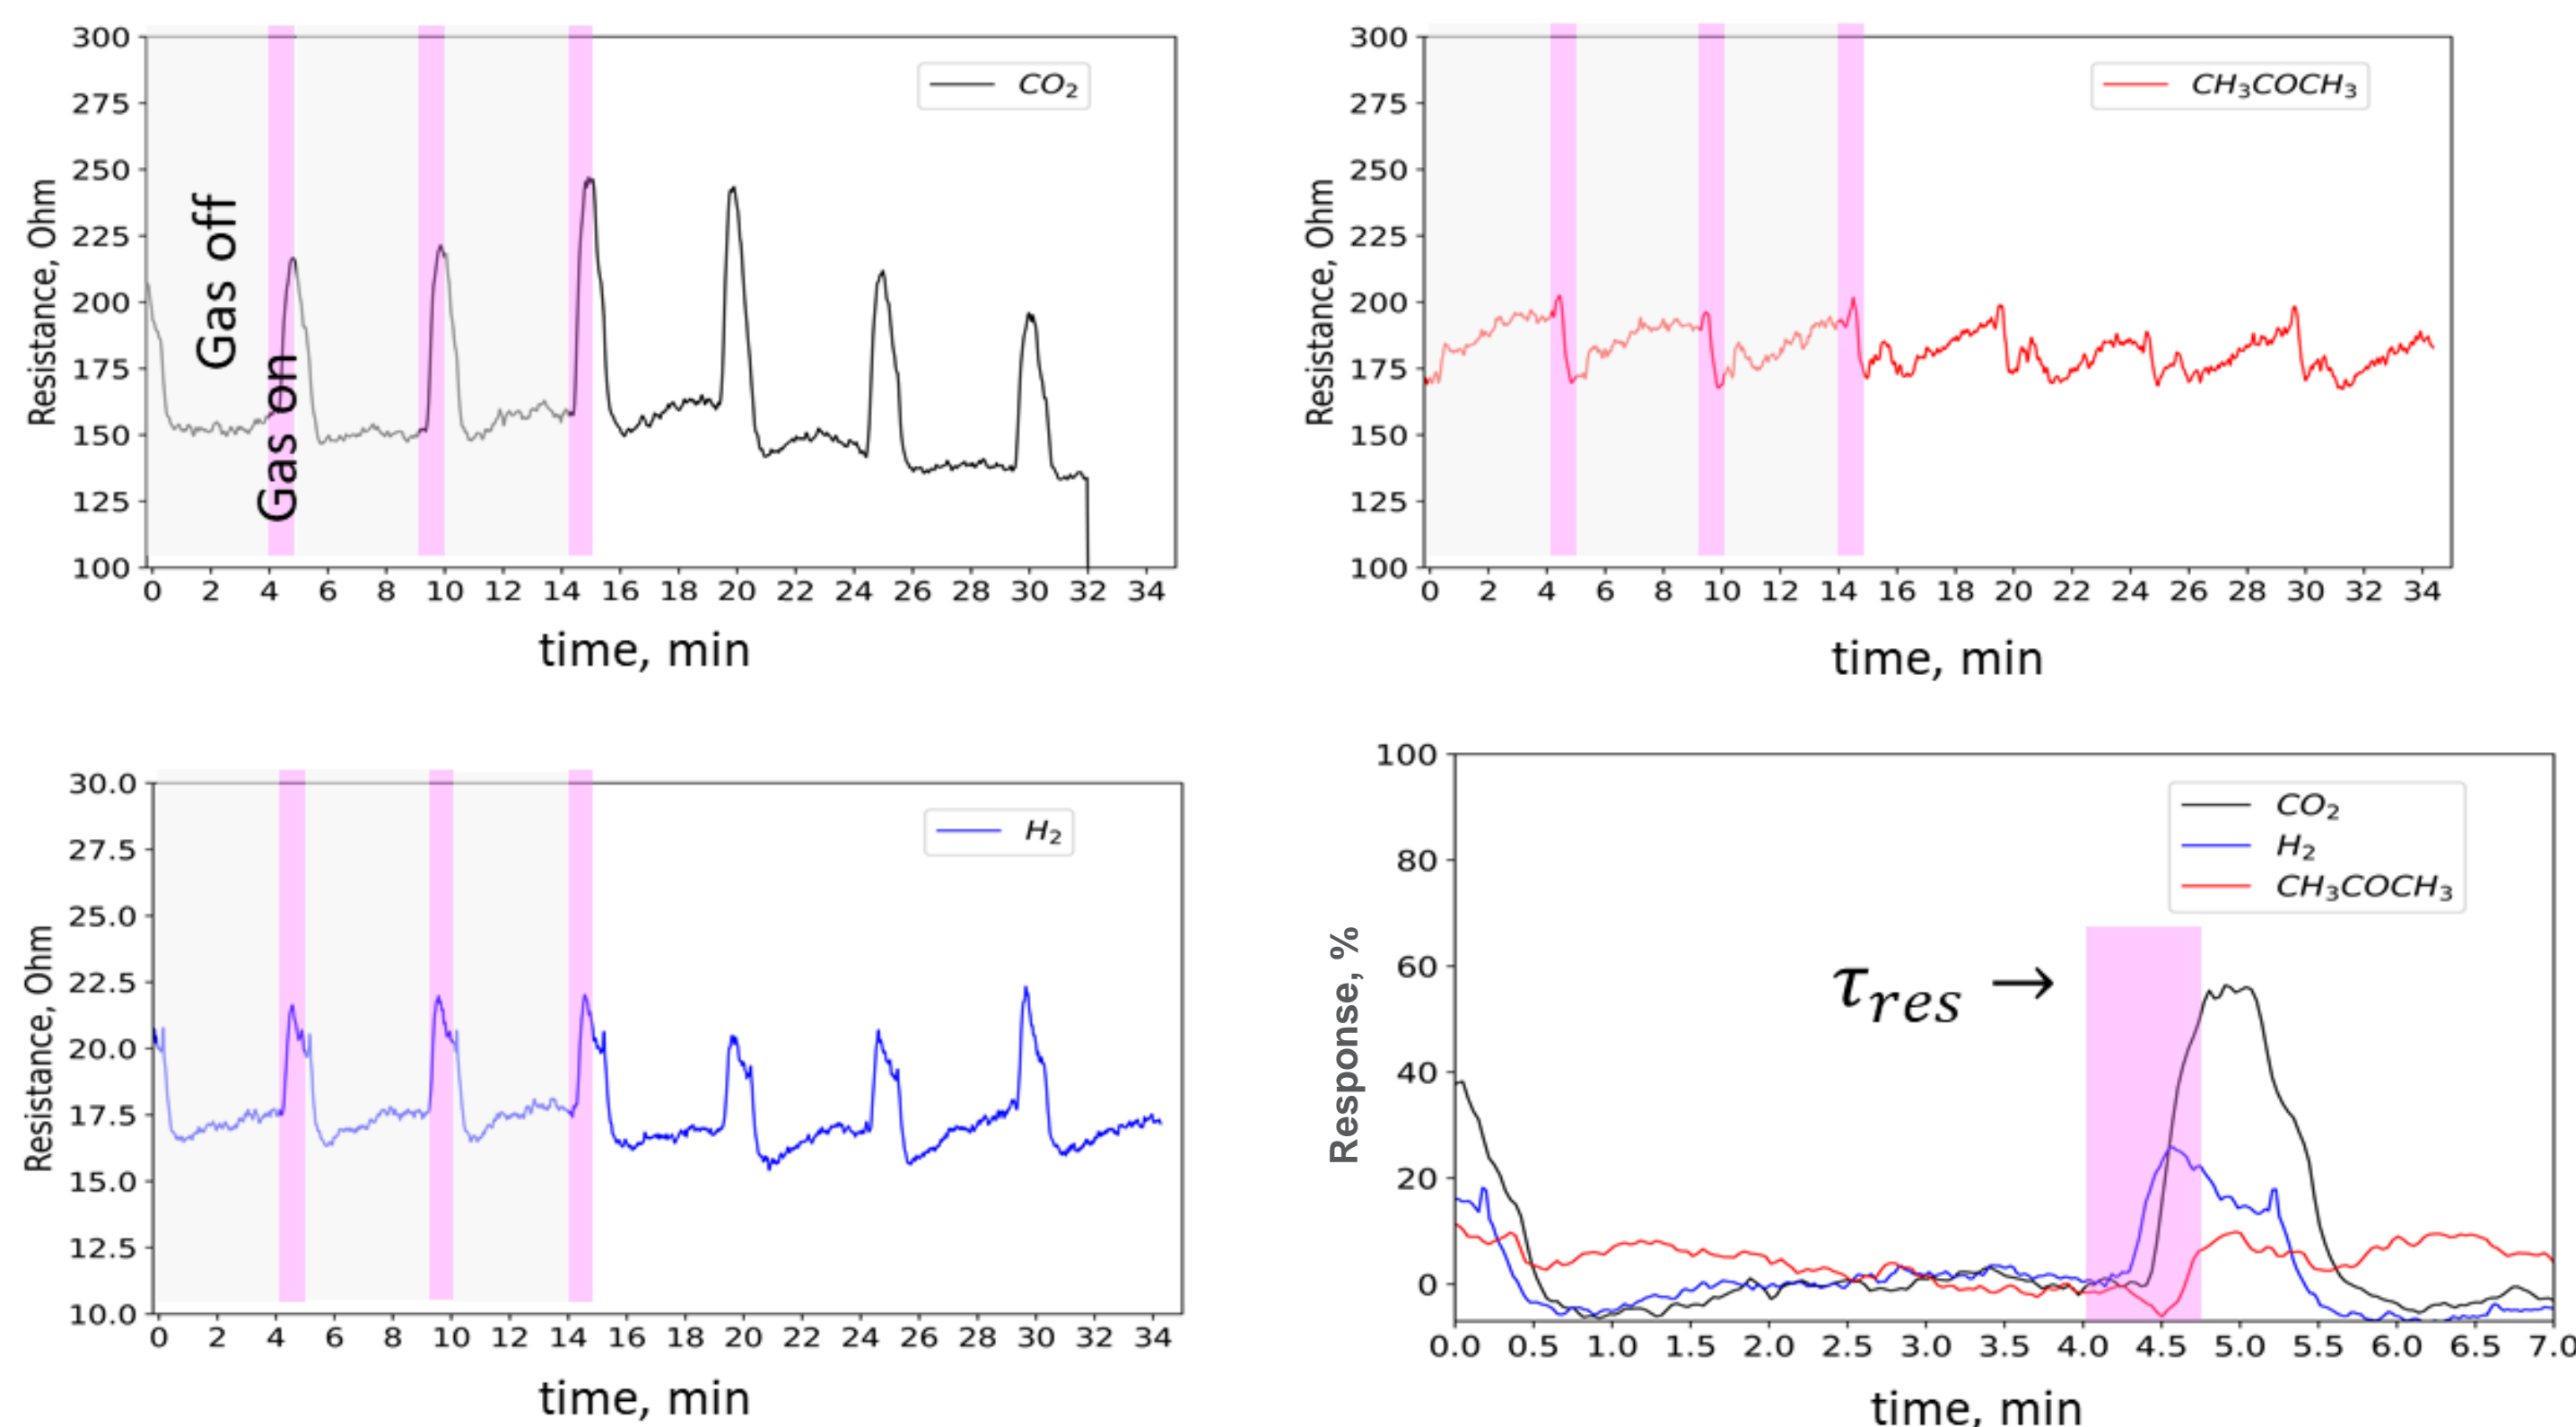 300
275
250
225
200
175
150
125
100
Resistance, Ohm
Gas off
Gas on
CO₂
0 2 4 6 8 10 12 14 16 18 20 22 24 26 28 30 32 34
time, min
300
275
250
225
200
175
150
125
100
Resistance, Ohm
CH₃COCH₃
0 2 4 6 8 10 12 14 16 18 20 22 24 26 28 30 32 34
time, min
30.0
27.5
25.0
22.5
20.0
17.5
15.0
12.5
10.0
Resistance, Ohm
H₂
0 2 4 6 8 10 12 14 16 18 20 22 24 26 28 30 32 34
time, min
100
80
60
40
20
0
Response, %
CO₂
H₂
CH₃COCH₃
τres →
0.0 0.5 1.0 1.5 2.0 2.5 3.0 3.5 4.0 4.5 5.0 5.5 6.0 6.5 7.0
time, min